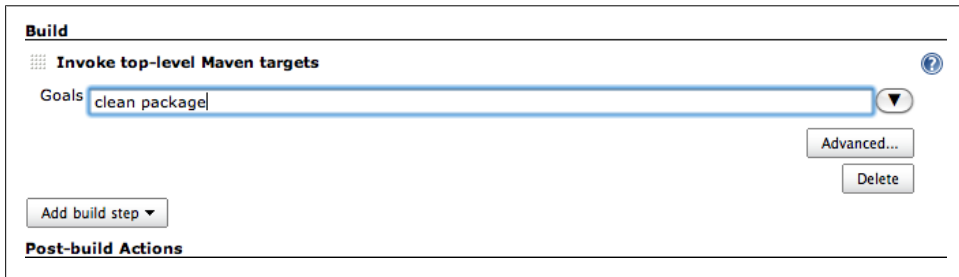 Build
Invoke top-level Maven targets
Goals clean package
Advanced...
Delete
Add build step
Post-build Actions